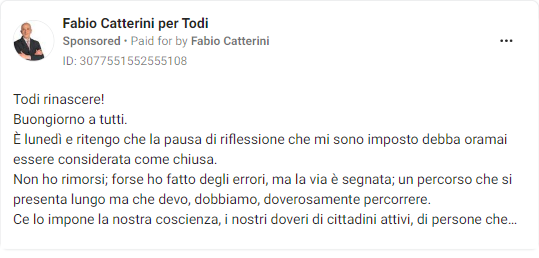 Fabio Catterini per Todi
Sponsored • Paid for by Fabio Catterini
ID: 3077551552555108
Todi rinascere!
Buongiorno a tutti.
È lunedì e ritengo che la pausa di riflessione che mi sono imposto debba oramai
essere considerata come chiusa.
Non ho rimorsi; forse ho fatto degli errori, ma la via è segnata; un percorso che si
presenta lungo ma che devo, dobbiamo, doverosamente percorrere.
Ce lo impone la nostra coscienza, i nostri doveri di cittadini attivi, di persone che...